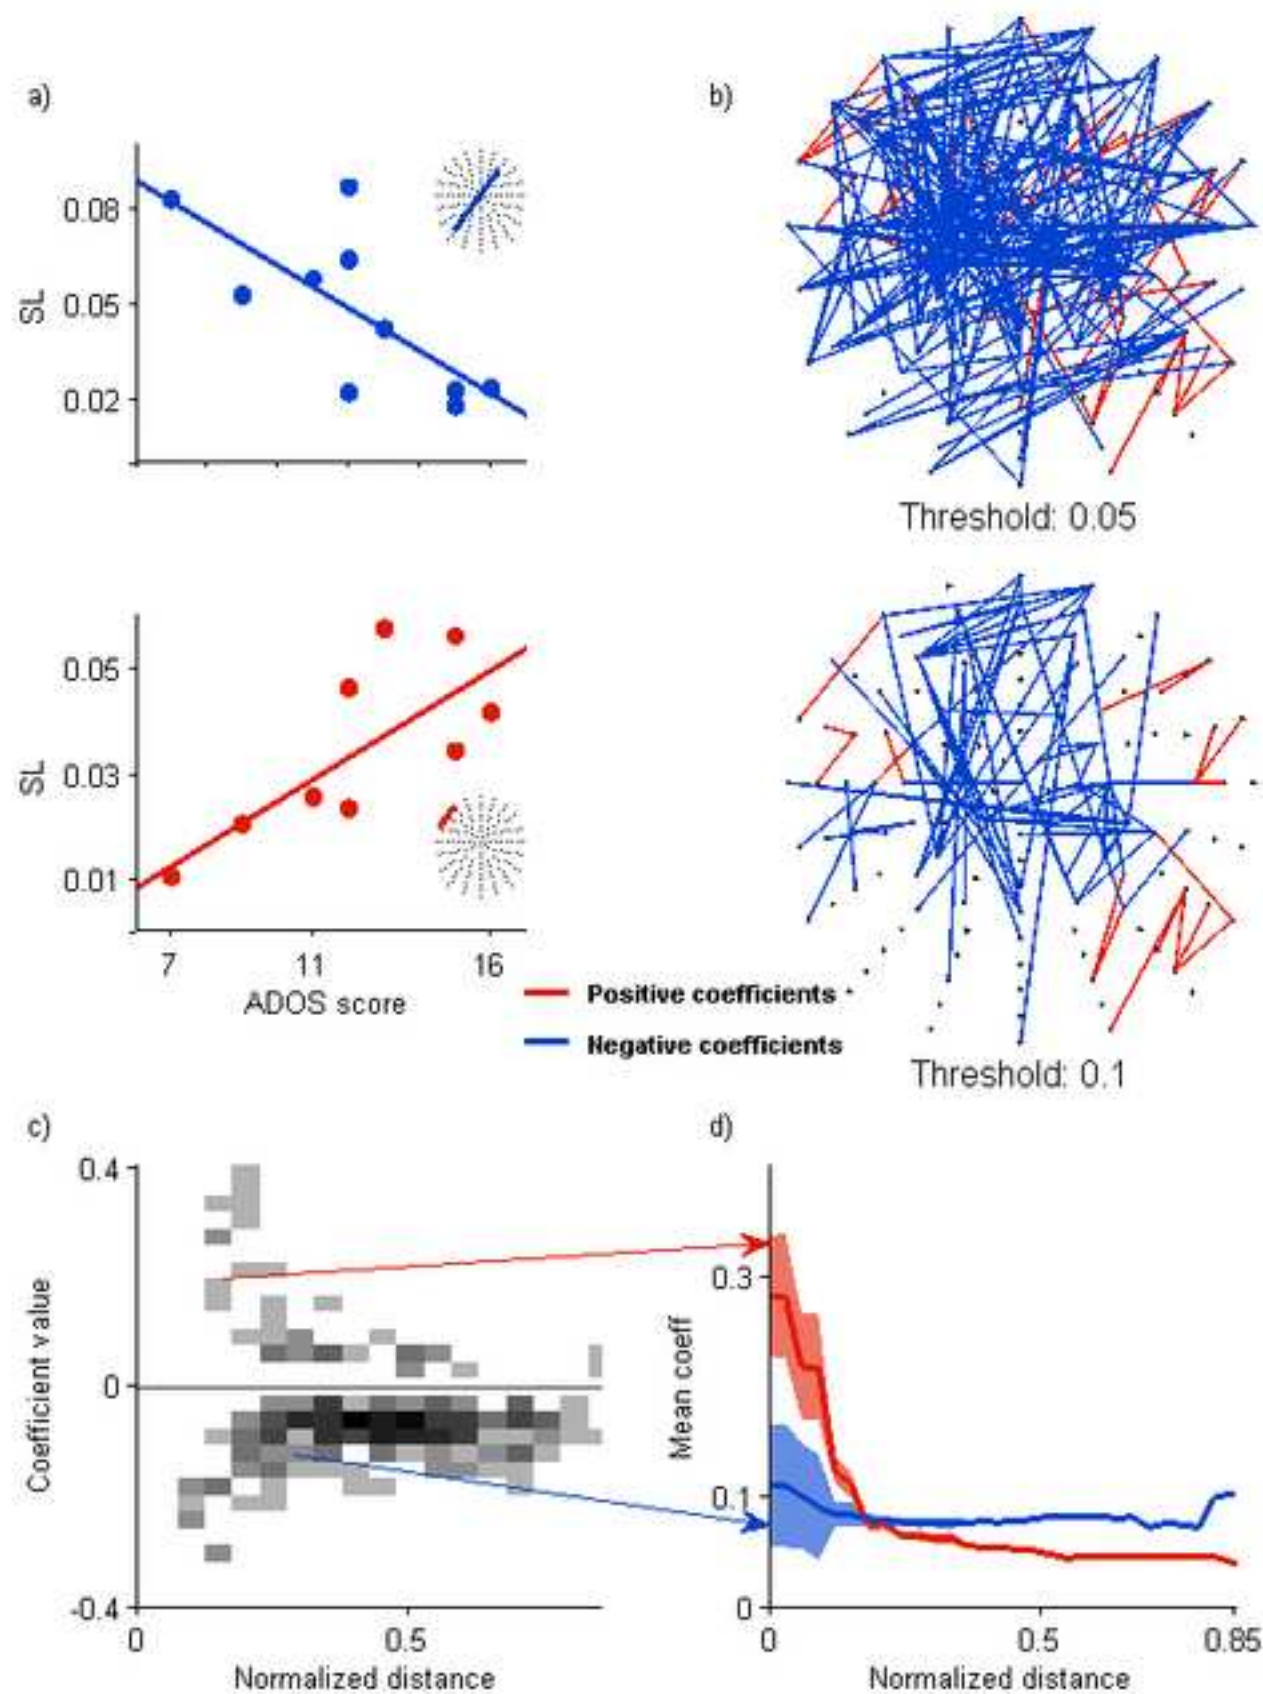 a)
b)
0.08
0.05
0.02
SL
Threshold: 0.05
0.05
0.03
0.01
SL
7 11 16
ADOS score
Positive coefficients
Negative coefficients
Threshold: 0.1
c)
d)
0.4
0
-0.4
Coefficient value
0 0.5
Normalized distance
0.3
0.1
0
Mean coeff
0 0.5 0.85
Normalized distance